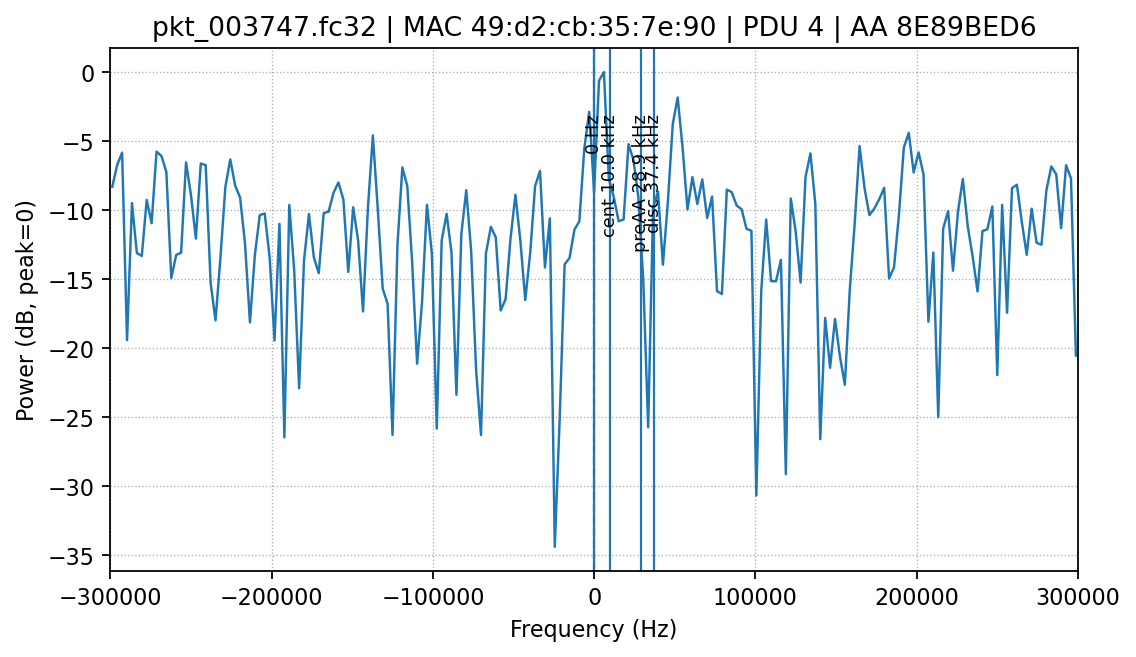 pkt_003747.fc32 | MAC 49:d2:cb:35:7e:90 | PDU 4 | AA 8E89BED6
Power (dB, peak=0)
0
−5
−10
−15
−20
−25
−30
−35
0 Hz
cent 10.0 kHz
preAA 28.9 kHz
disc 37.4 kHz
−300000
−200000
−100000
0
100000
200000
300000
Frequency (Hz)